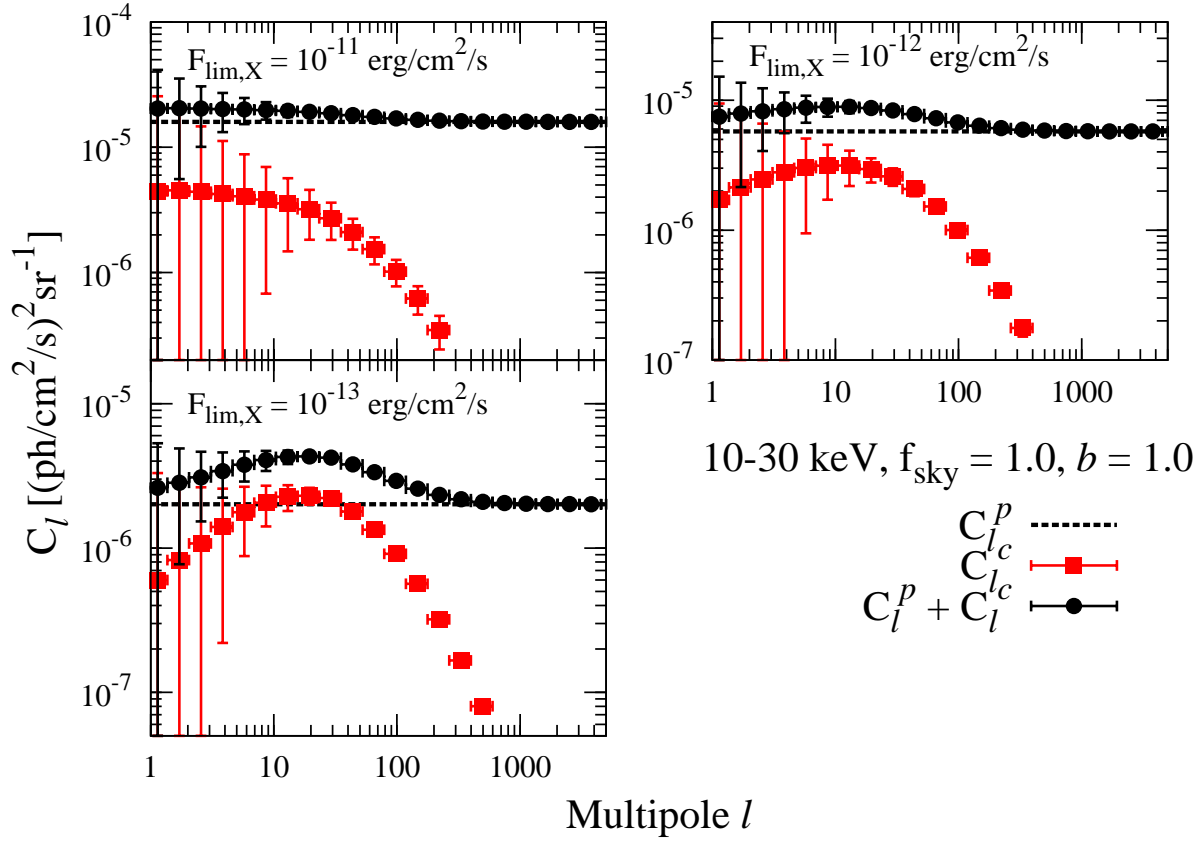 C_l [(ph/cm^2/s)^2 sr^-1]
10^-4
10^-5
10^-6
F_lim,X = 10^-11 erg/cm^2/s
10^-5
10^-6
10^-7
F_lim,X = 10^-12 erg/cm^2/s
1 10 100 1000
10^-5
10^-6
10^-7
F_lim,X = 10^-13 erg/cm^2/s
1 10 100 1000
Multipole l
10-30 keV, f_sky = 1.0, b = 1.0
C_l^p
C_l^c
C_l^p + C_l^c